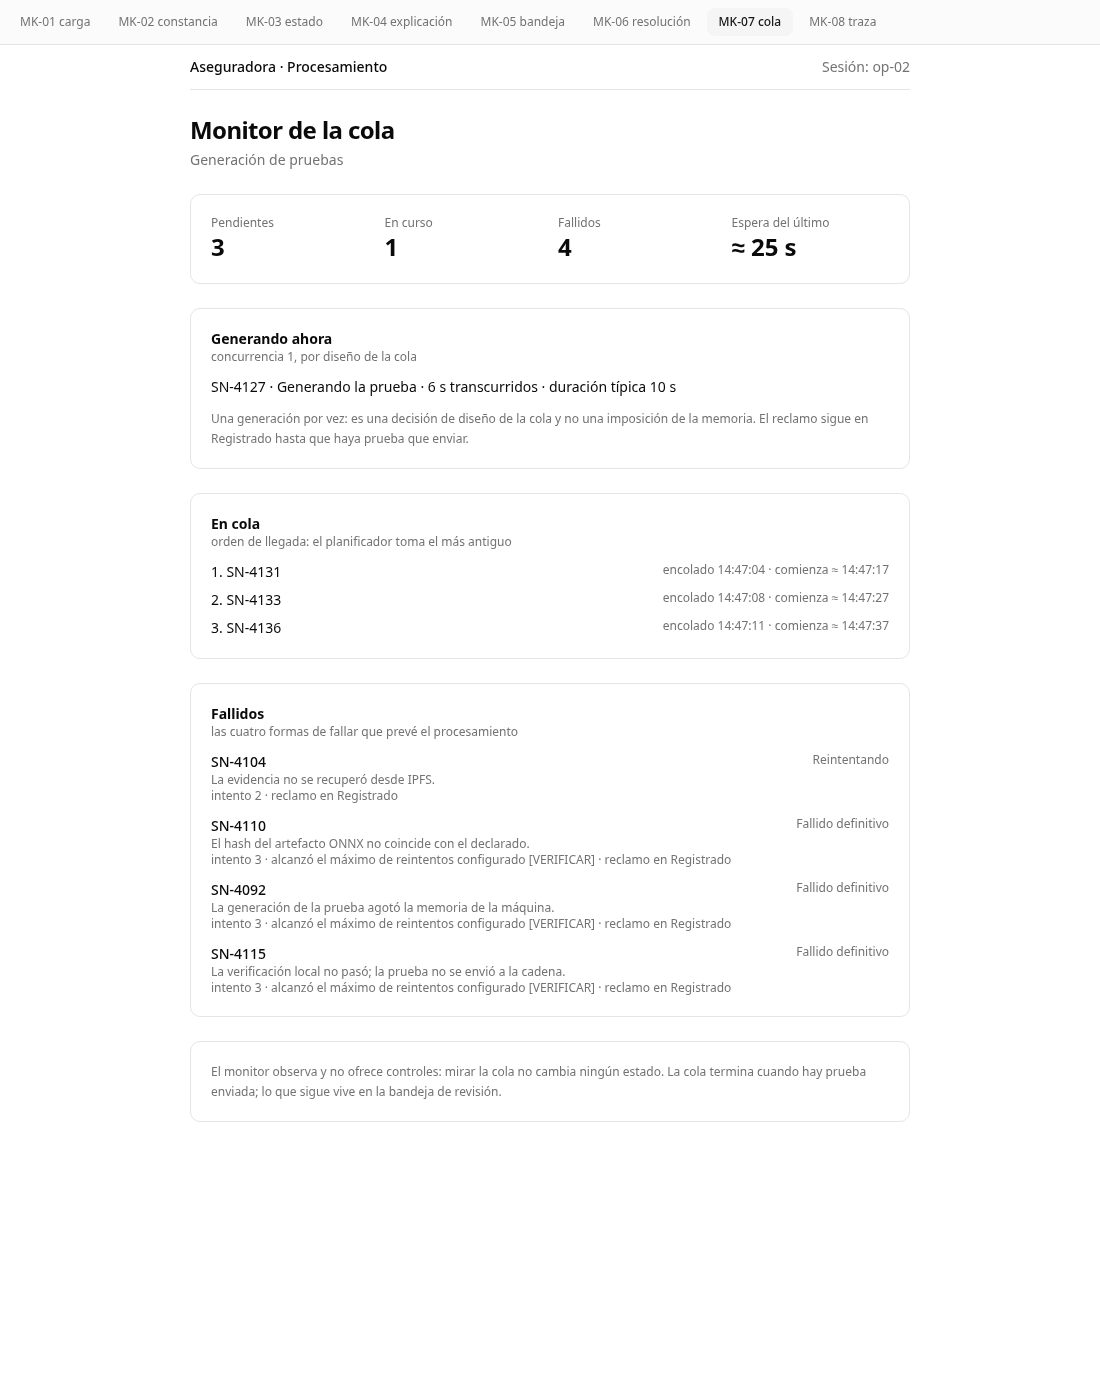 MK-01 carga MK-02 constancia MK-03 estado MK-04 explicación MK-05 bandeja MK-06 resolución MK-07 cola MK-08 traza
Aseguradora · Procesamiento Sesión: op-02
Monitor de la cola
Generación de pruebas
Pendientes En curso Fallidos Espera del último
3 1 4 ≈ 25 s
Generando ahora
concurrencia 1, por diseño de la cola
SN-4127 · Generando la prueba · 6 s transcurridos · duración típica 10 s
Una generación por vez: es una decisión de diseño de la cola y no una imposición de la memoria. El reclamo sigue en
Registrado hasta que haya prueba que enviar.
En cola
orden de llegada: el planificador toma el más antiguo
1. SN-4131 encolado 14:47:04 · comienza ≈ 14:47:17
2. SN-4133 encolado 14:47:08 · comienza ≈ 14:47:27
3. SN-4136 encolado 14:47:11 · comienza ≈ 14:47:37
Fallidos
las cuatro formas de fallar que prevé el procesamiento
SN-4104 Reintentando
La evidencia no se recuperó desde IPFS.
intento 2 · reclamo en Registrado
SN-4110 Fallido definitivo
El hash del artefacto ONNX no coincide con el declarado.
intento 3 · alcanzó el máximo de reintentos configurado [VERIFICAR] · reclamo en Registrado
SN-4092 Fallido definitivo
La generación de la prueba agotó la memoria de la máquina.
intento 3 · alcanzó el máximo de reintentos configurado [VERIFICAR] · reclamo en Registrado
SN-4115 Fallido definitivo
La verificación local no pasó; la prueba no se envió a la cadena.
intento 3 · alcanzó el máximo de reintentos configurado [VERIFICAR] · reclamo en Registrado
El monitor observa y no ofrece controles: mirar la cola no cambia ningún estado. La cola termina cuando hay prueba
enviada; lo que sigue vive en la bandeja de revisión.